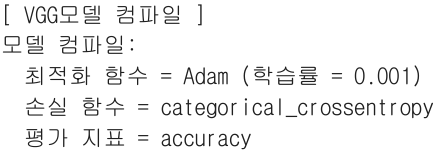 [ VGG모델 컴파일 ]
모델 컴파일:
최적화 함수 = Adam (학습률 = 0.001)
손실 함수 = categorical_crossentropy
평가 지표 = accuracy